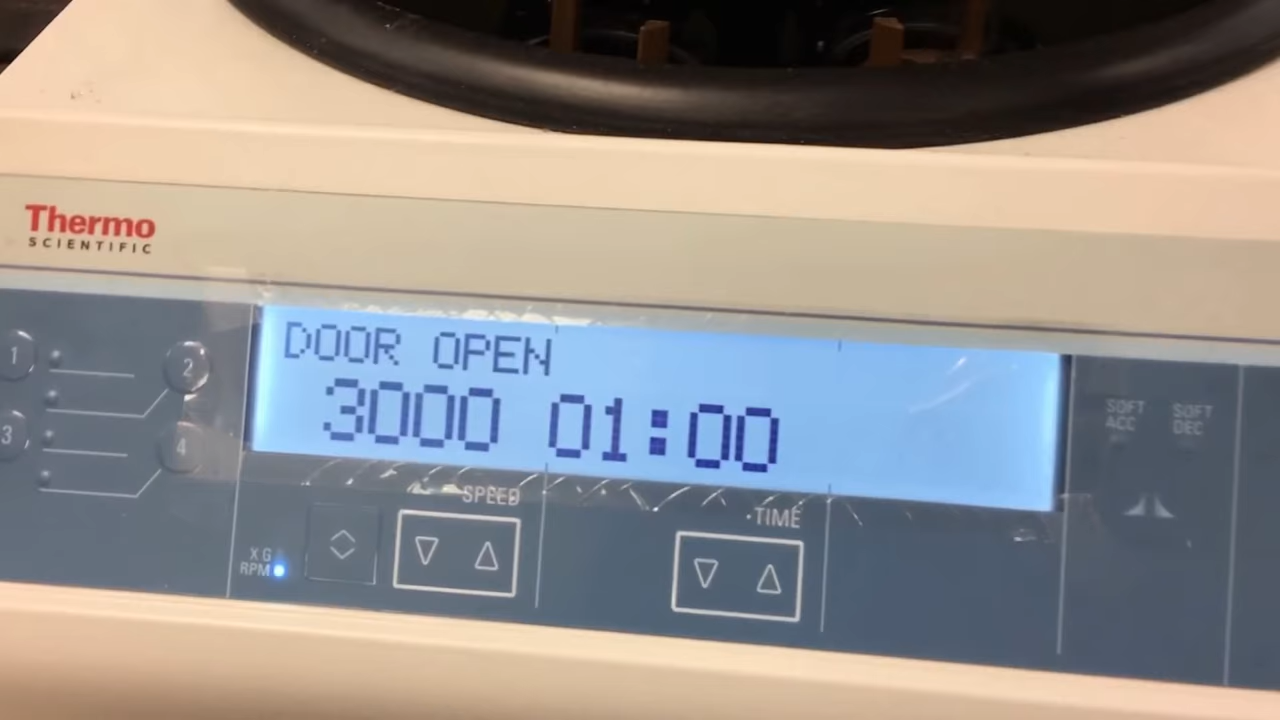 Thermo
SCIENTIFIC
DOOR OPEN
3000 01:00
1
2
3
4
SPEED
TIME
X G
RPM
SOFT
ACC
SOFT
DEC